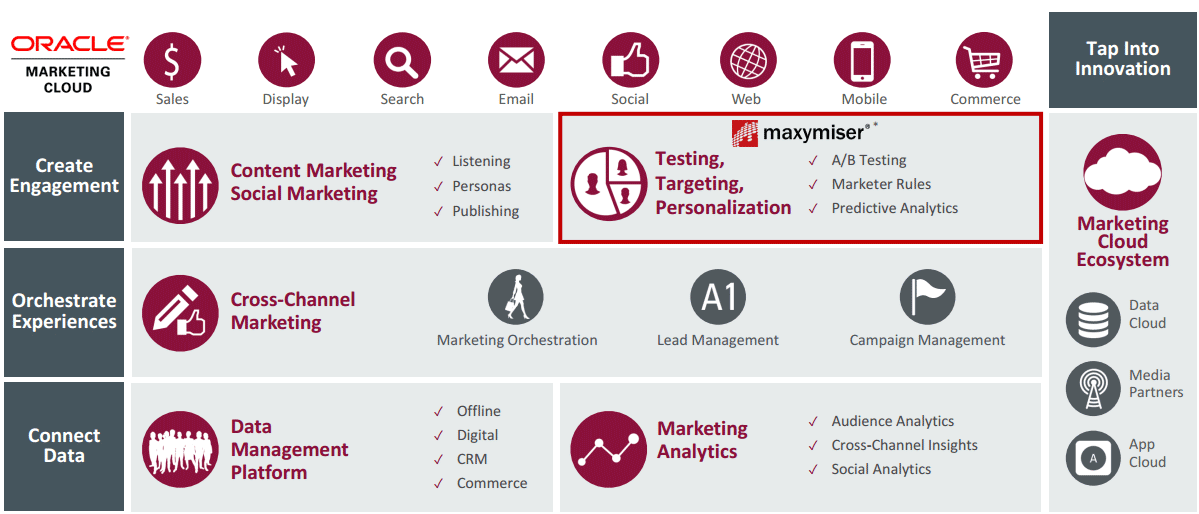 ORACLE®
MARKETING
CLOUD
Sales
Display
Search
Email
Social
Web
Mobile
Commerce
Tap Into
Innovation
Create
Engagement
Content Marketing
Social Marketing
✓ Listening
✓ Personas
✓ Publishing
maxymiser®*
Testing,
Targeting,
Personalization
✓ A/B Testing
✓ Marketer Rules
✓ Predictive Analytics
Marketing
Cloud
Ecosystem
Data
Cloud
Media
Partners
A
App
Cloud
Orchestrate
Experiences
Cross-Channel
Marketing
Marketing Orchestration
A1
Lead Management
Campaign Management
Connect
Data
Data
Management
Platform
✓ Offline
✓ Digital
✓ CRM
✓ Commerce
Marketing
Analytics
✓ Audience Analytics
✓ Cross-Channel Insights
✓ Social Analytics